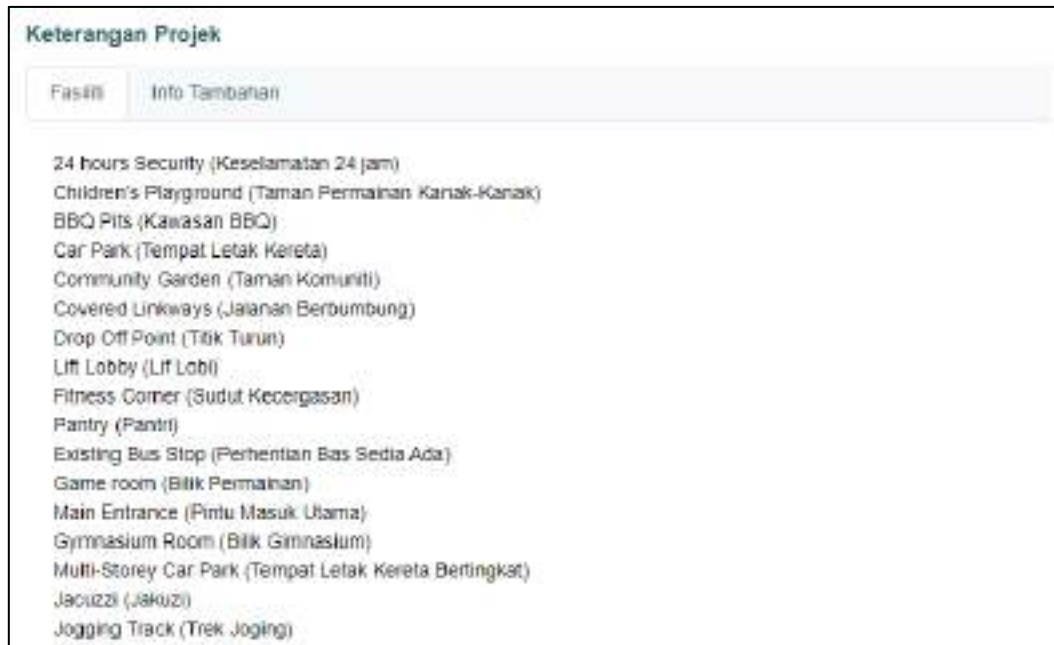 Keterangan Projek
Fasiliti Info Tambahan
24 hours Security (Keselamatan 24 jam)
Children's Playground (Taman Permainan Kanak-Kanak)
BBQ Pits (Kawasan BBQ)
Car Park (Tempat Letak Kereta)
Community Garden (Taman Komuniti)
Covered Linkways (Jalanan Berbumbung)
Drop Off Point (Titik Turun)
Lift Lobby (Lif Lobi)
Fitness Corner (Sudut Kecergasan)
Pantry (Pantri)
Existing Bus Stop (Perhentian Bas Sedia Ada)
Game room (Bilik Permainan)
Main Entrance (Pintu Masuk Utama)
Gymnasium Room (Bilik Gimnasium)
Multi-Storey Car Park (Tempat Letak Kereta Bertingkat)
Jacuzzi (Jakuzi)
Jogging Track (Trek Joging)